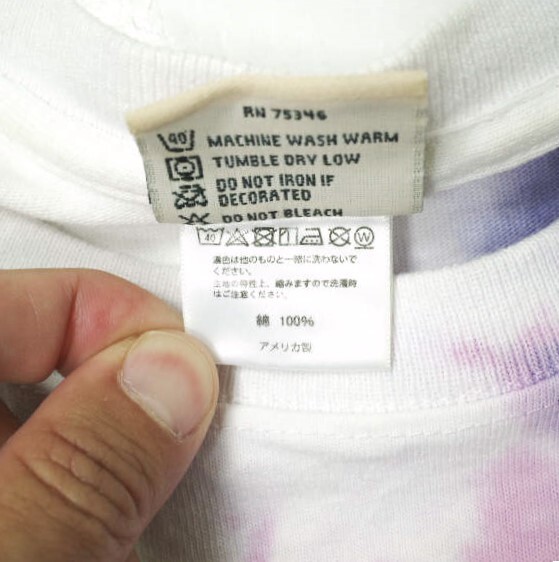 RN 75346
40 MACHINE WASH WARM
TUMBLE DRY LOW
DO NOT IRON IF
DECORATED
DO NOT BLEACH
40 W
濃色は他のものと一緒に洗わないで
ください。
生地の特性上、縮みますので洗濯時
はご注意ください。
綿 100%
アメリカ製